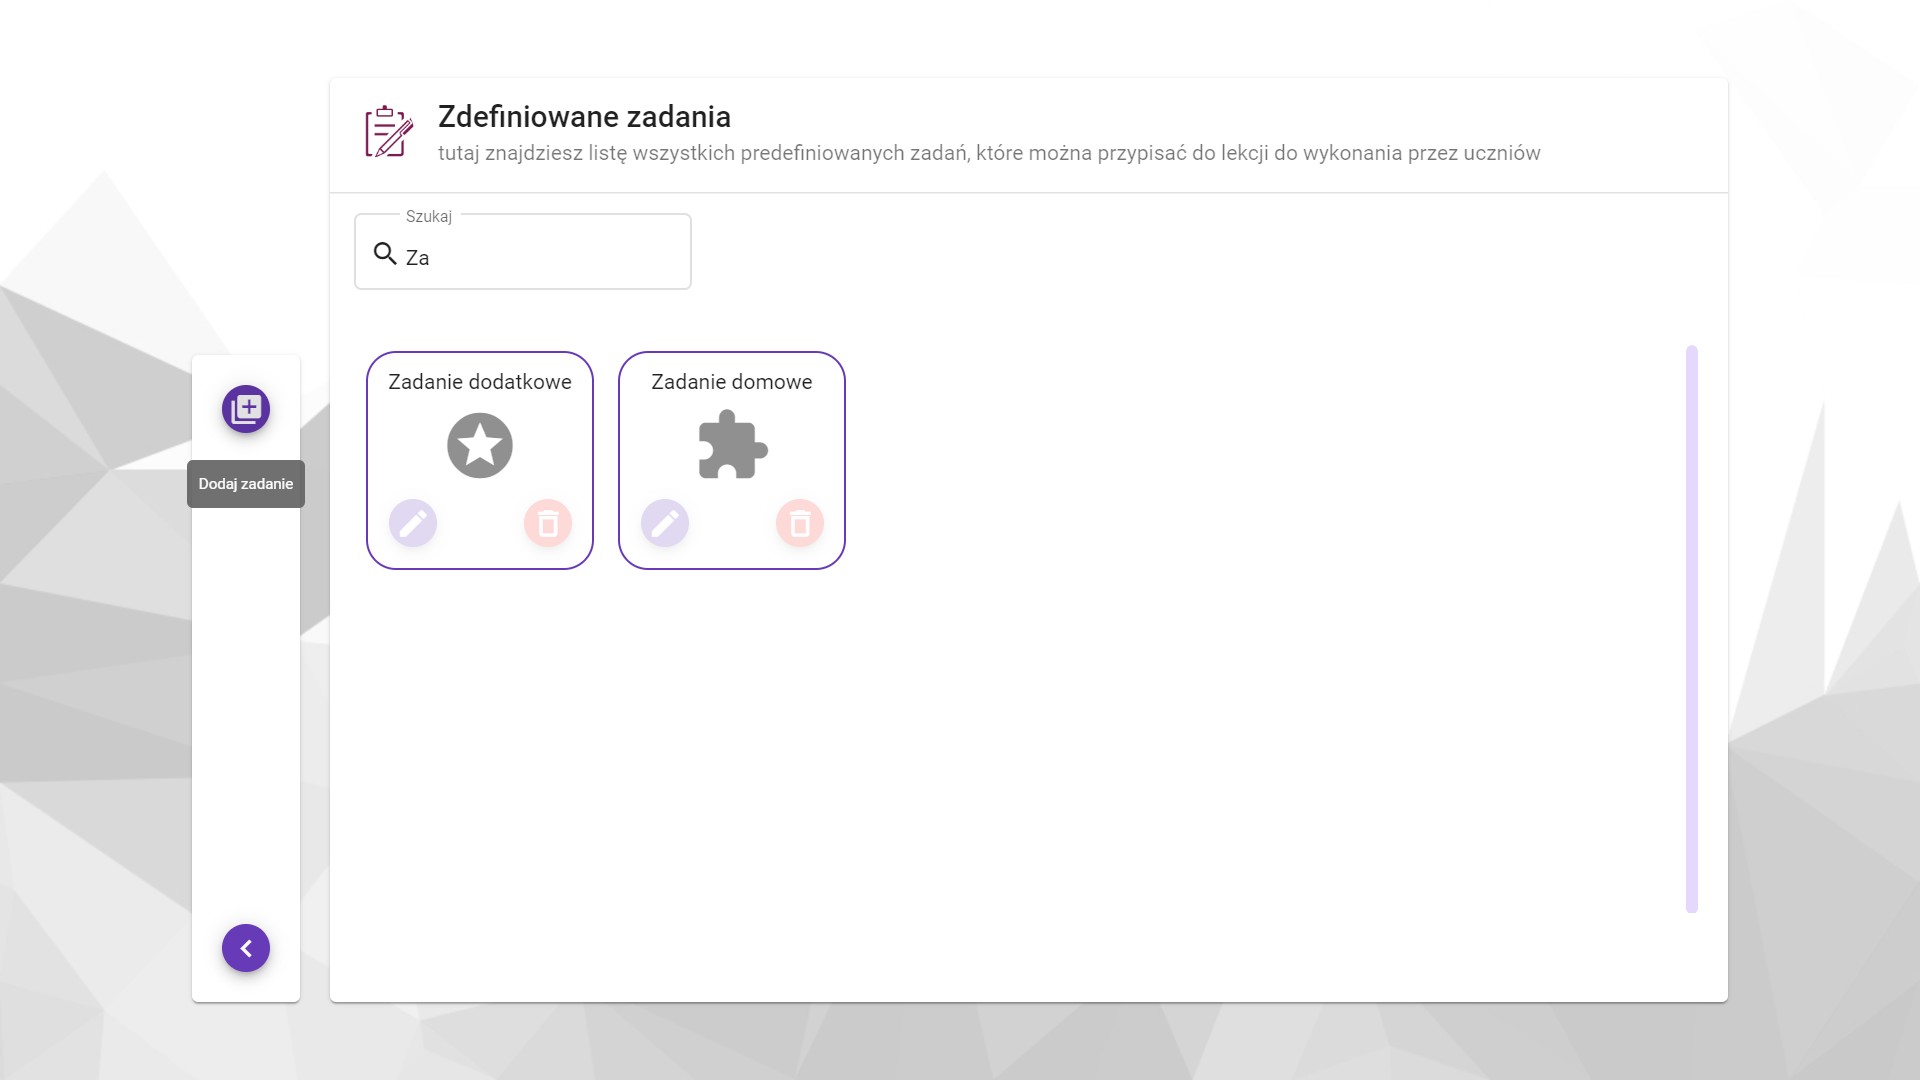 Zdefiniowane zadania
tutaj znajdziesz listę wszystkich predefiniowanych zadań, które można przypisać do lekcji do wykonania przez uczniów
Szukaj
Za
Zadanie dodatkowe
Zadanie domowe
Dodaj zadanie